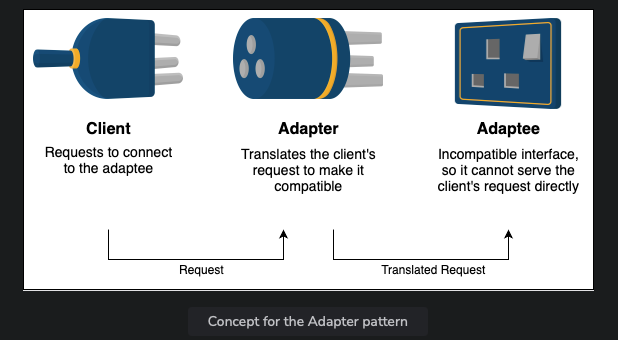 Client
Requests to connect
to the adaptee
Adapter
Translates the client's
request to make it
compatible
Adaptee
Incompatible interface,
so it cannot serve the
client's request directly
Request
Translated Request
Concept for the Adapter pattern